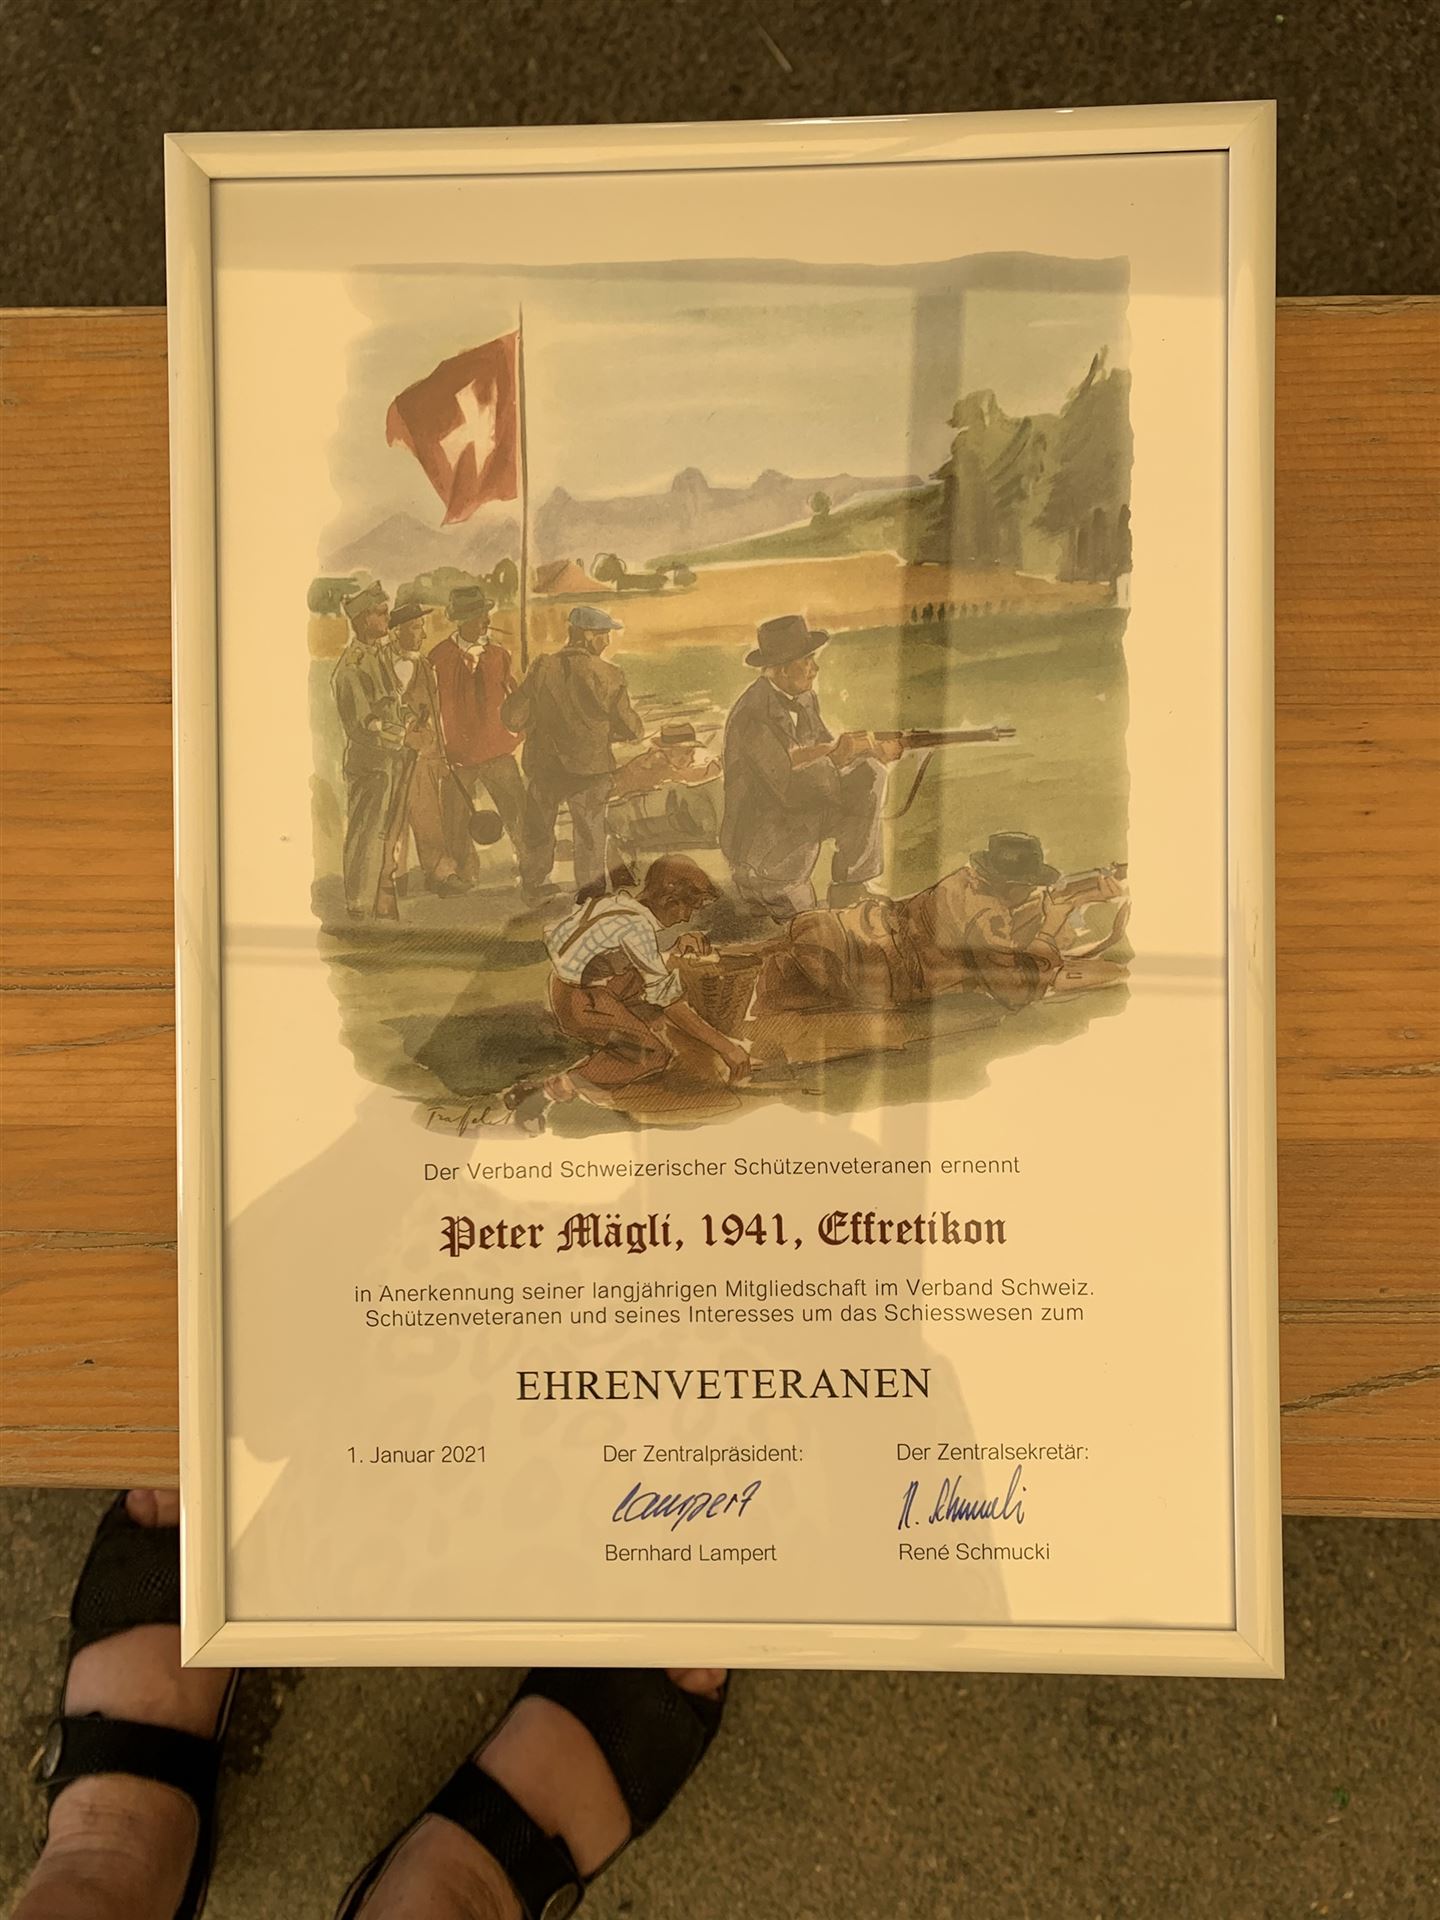 Traffelet
Der Verband Schweizerischer Schützenveteranen ernennt
Peter Mägli, 1941, Effretikon
in Anerkennung seiner langjährigen Mitgliedschaft im Verband Schweiz.
Schützenveteranen und seines Interesses um das Schiesswesen zum
EHRENVETERANEN
1. Januar 2021 Der Zentralpräsident: Der Zentralsekretär:
Lampert R. Schmucki
Bernhard Lampert René Schmucki